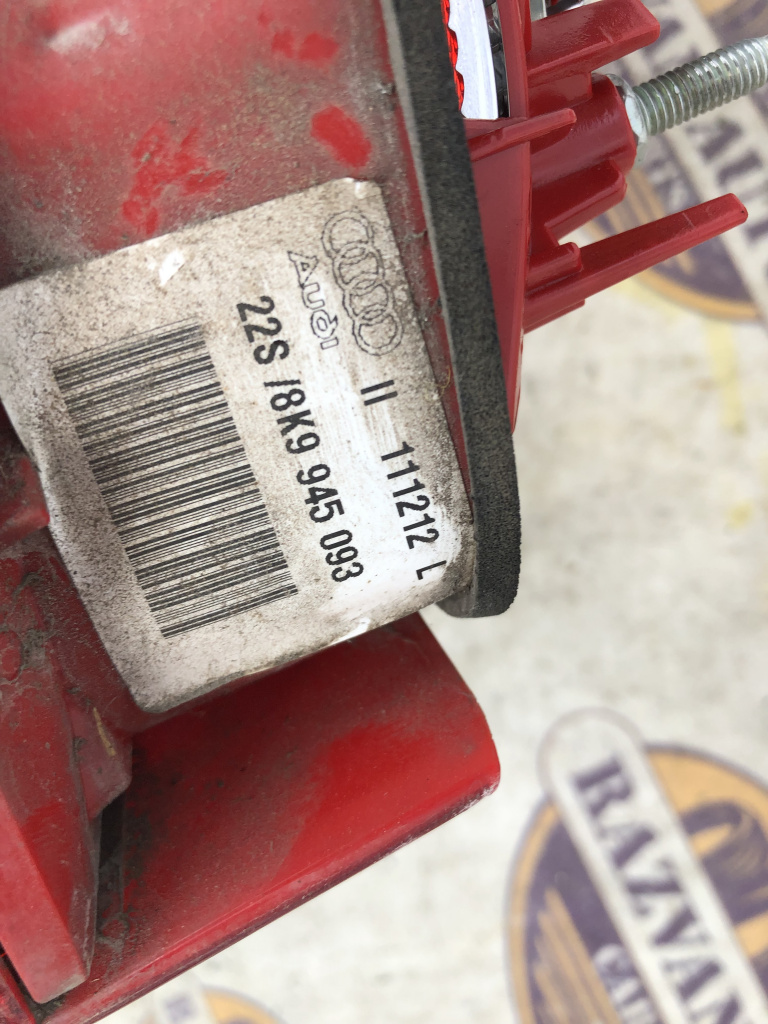 Audi
II 111212 L
22S /8K9 945 093
RAZVAN